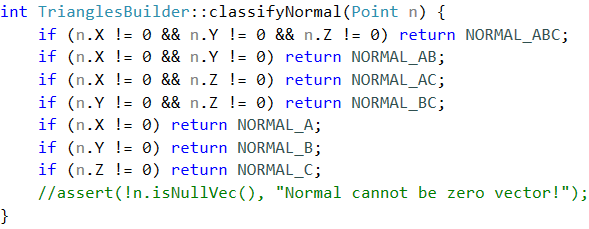 int TrianglesBuilder::classifyNormal(Point n) {
    if (n.X != 0 && n.Y != 0 && n.Z != 0) return NORMAL_ABC;
    if (n.X != 0 && n.Y != 0) return NORMAL_AB;
    if (n.X != 0 && n.Z != 0) return NORMAL_AC;
    if (n.Y != 0 && n.Z != 0) return NORMAL_BC;
    if (n.X != 0) return NORMAL_A;
    if (n.Y != 0) return NORMAL_B;
    if (n.Z != 0) return NORMAL_C;
    //assert(!n.isNullVec(), "Normal cannot be zero vector!");
}